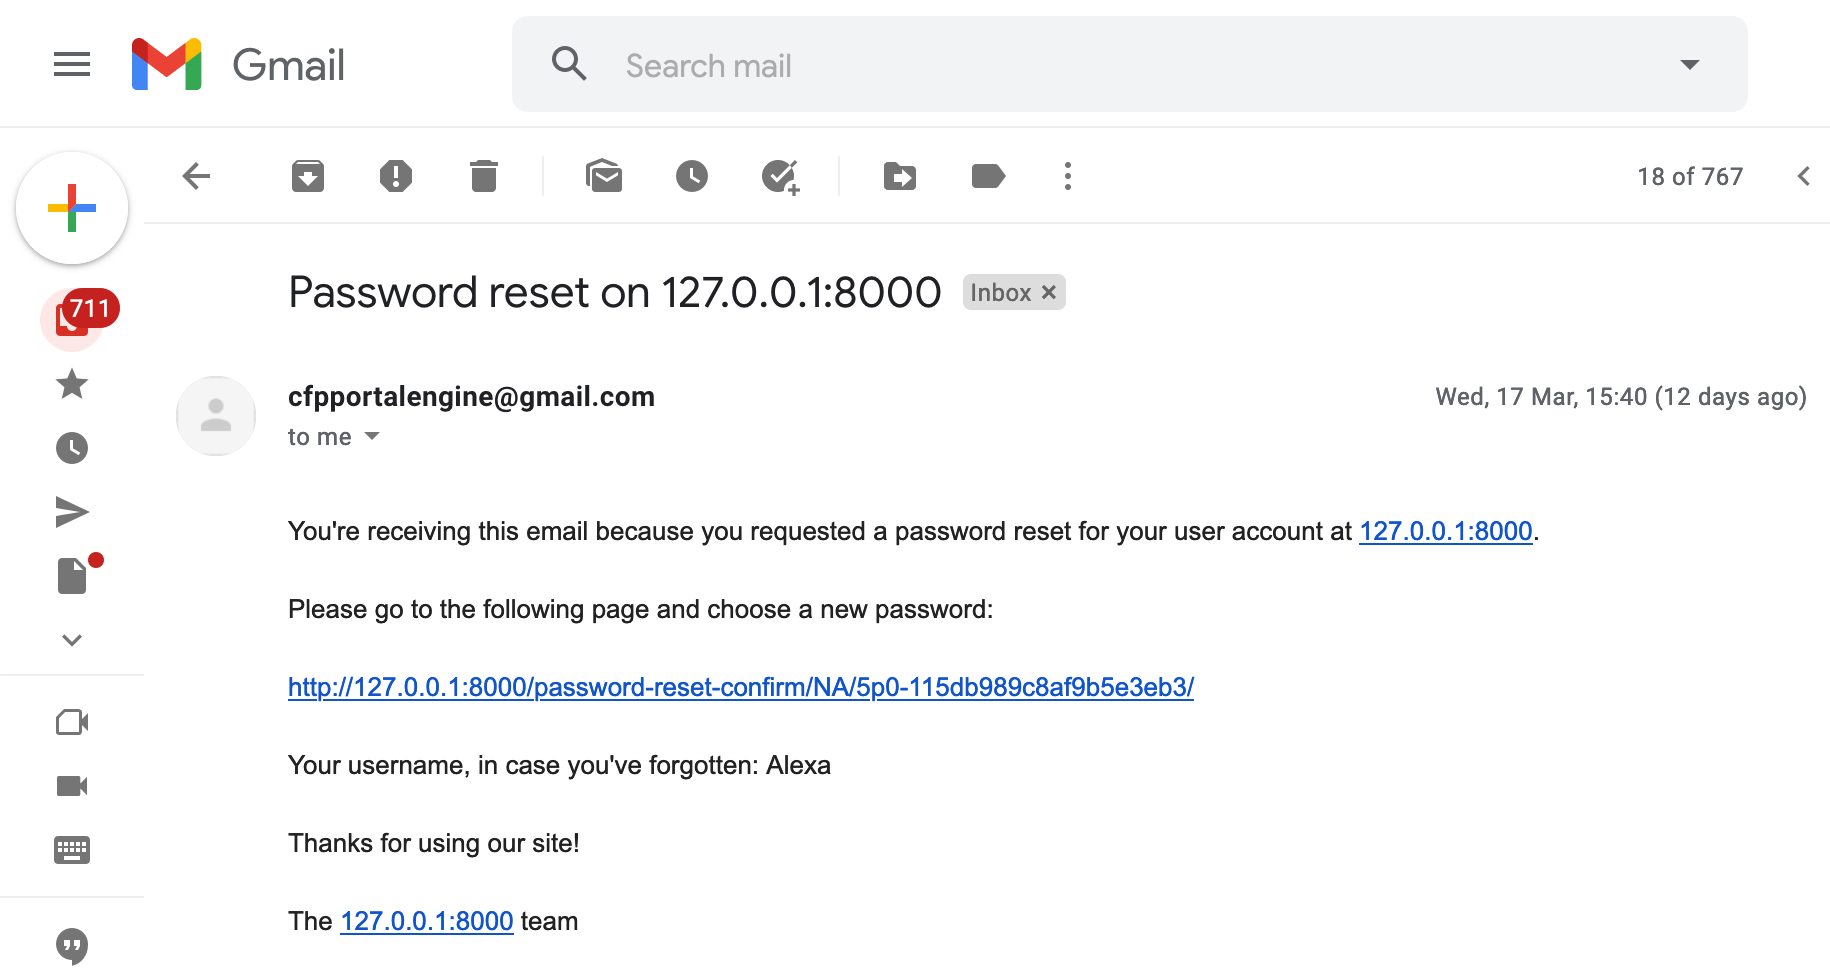 Gmail
Search mail
18 of 767
Password reset on 127.0.0.1:8000
Inbox ×
711
cfpportalengine@gmail.com
Wed, 17 Mar, 15:40 (12 days ago)
to me
You're receiving this email because you requested a password reset for your user account at 127.0.0.1:8000.
Please go to the following page and choose a new password:
http://127.0.0.1:8000/password-reset-confirm/NA/5p0-115db989c8af9b5e3eb3/
Your username, in case you've forgotten: Alexa
Thanks for using our site!
The 127.0.0.1:8000 team